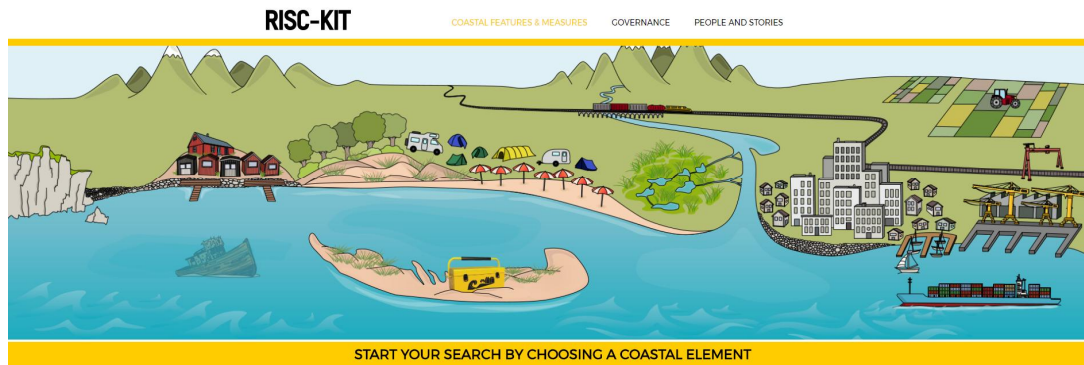 RISC-KIT
COASTAL FEATURES & MEASURES
GOVERNANCE
PEOPLE AND STORIES
START YOUR SEARCH BY CHOOSING A COASTAL ELEMENT